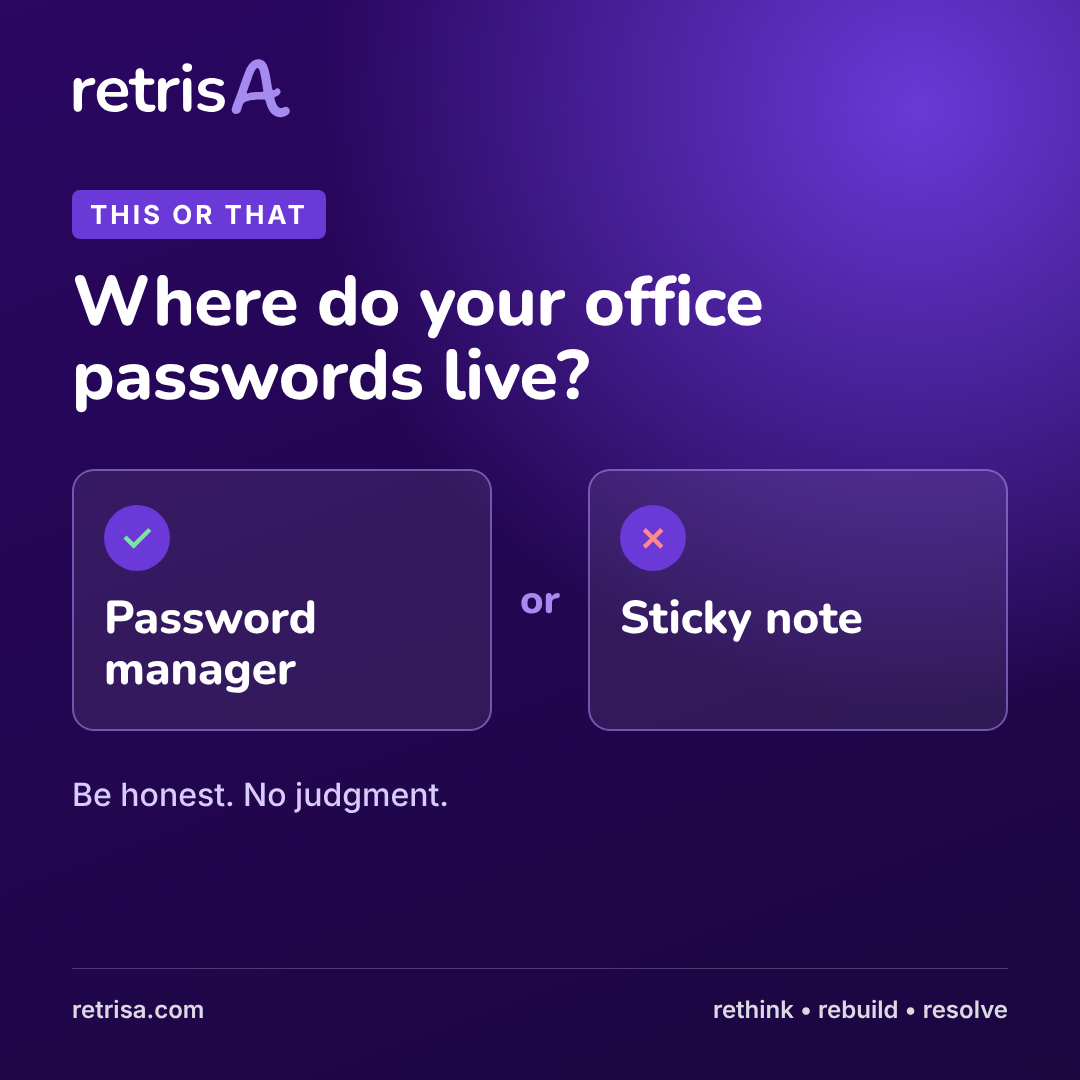 retrisA
THIS OR THAT
Where do your office
passwords live?
Password
manager
or
Sticky note
Be honest. No judgment.
retrisa.com
rethink • rebuild • resolve